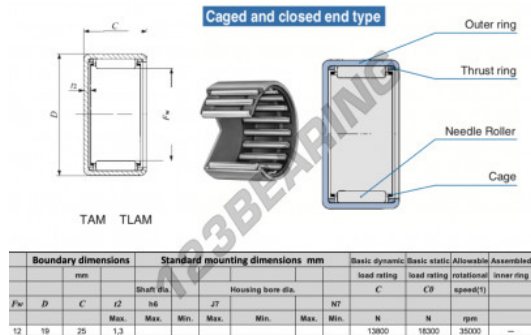 Caged and closed end type
C
t2
D
Fw
TAM TLAM
Outer ring
Thrust ring
Needle Roller
Cage
123BEARING
Boundary dimensions Standard mounting dimensions mm Basic dynamic Basic static Allowable Assembled
mm load rating load rating rotational inner ring
Shaft dia. Housing bore dia. C C0 speed(1)
Fw D C t2 h6 J7 N7
Max. Max. Min. Max. Min. Max. Min. N N rpm
12 19 25 1,3 13800 18300 35000 –